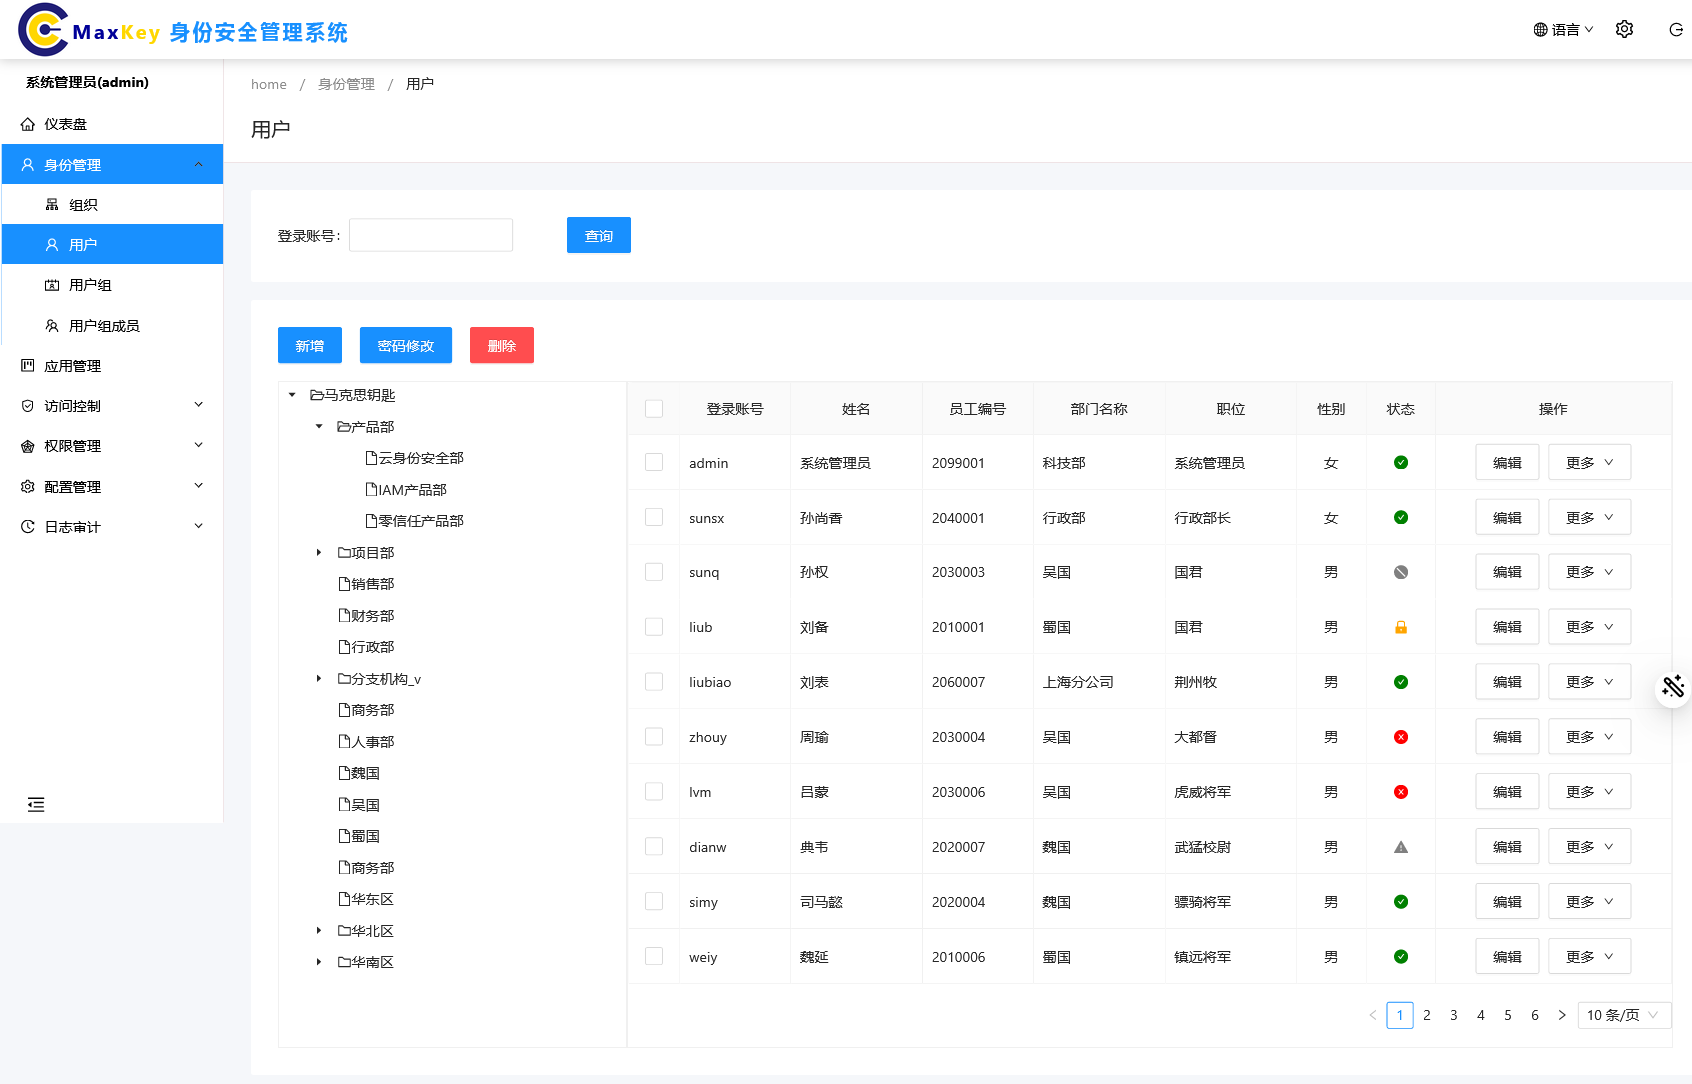 MaxKey 身份安全管理系统
语言
系统管理员(admin)
仪表盘
身份管理
组织
用户
用户组
用户组成员
应用管理
访问控制
权限管理
配置管理
日志审计
home / 身份管理 / 用户
用户
登录账号:
查询
新增 密码修改 删除
马克思钥匙
产品部
云身份安全部
IAM产品部
零信任产品部
项目部
销售部
财务部
行政部
分支机构_v
商务部
人事部
魏国
吴国
蜀国
商务部
华东区
华北区
华南区
登录账号 姓名 员工编号 部门名称 职位 性别 状态 操作
admin 系统管理员 2099001 科技部 系统管理员 女 编辑 更多
sunsx 孙尚香 2040001 行政部 行政部长 女 编辑 更多
sunq 孙权 2030003 吴国 国君 男 编辑 更多
liub 刘备 2010001 蜀国 国君 男 编辑 更多
liubiao 刘表 2060007 上海分公司 荆州牧 男 编辑 更多
zhouy 周瑜 2030004 吴国 大都督 男 编辑 更多
lvm 吕蒙 2030006 吴国 虎威将军 男 编辑 更多
dianw 典韦 2020007 魏国 武猛校尉 男 编辑 更多
simy 司马懿 2020004 魏国 骠骑将军 男 编辑 更多
weiy 魏延 2010006 蜀国 镇远将军 男 编辑 更多
< 1 2 3 4 5 6 > 10 条/页